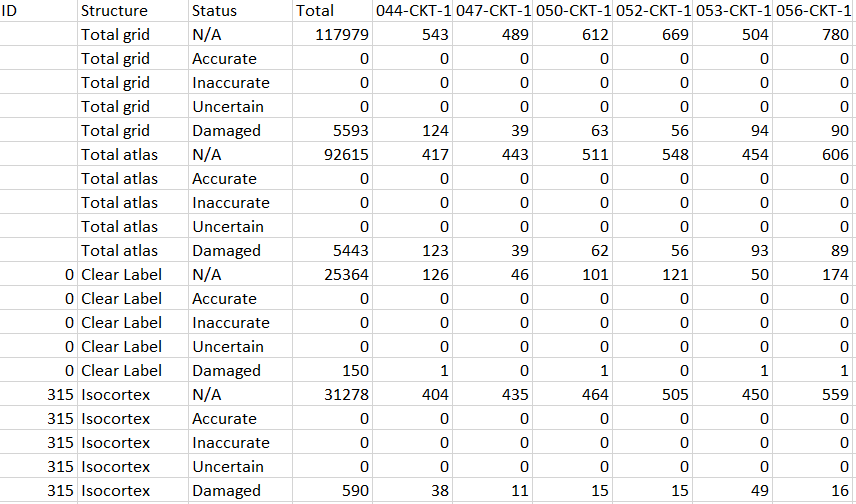 ID Structure Status Total 044-CKT-1 047-CKT-1 050-CKT-1 052-CKT-1 053-CKT-1 056-CKT-1
Total grid N/A 117979 543 489 612 669 504 780
Total grid Accurate 0 0 0 0 0 0 0
Total grid Inaccurate 0 0 0 0 0 0 0
Total grid Uncertain 0 0 0 0 0 0 0
Total grid Damaged 5593 124 39 63 56 94 90
Total atlas N/A 92615 417 443 511 548 454 606
Total atlas Accurate 0 0 0 0 0 0 0
Total atlas Inaccurate 0 0 0 0 0 0 0
Total atlas Uncertain 0 0 0 0 0 0 0
Total atlas Damaged 5443 123 39 62 56 93 89
0 Clear Label N/A 25364 126 46 101 121 50 174
0 Clear Label Accurate 0 0 0 0 0 0 0
0 Clear Label Inaccurate 0 0 0 0 0 0 0
0 Clear Label Uncertain 0 0 0 0 0 0 0
0 Clear Label Damaged 150 1 0 1 0 1 1
315 Isocortex N/A 31278 404 435 464 505 450 559
315 Isocortex Accurate 0 0 0 0 0 0 0
315 Isocortex Inaccurate 0 0 0 0 0 0 0
315 Isocortex Uncertain 0 0 0 0 0 0 0
315 Isocortex Damaged 590 38 11 15 15 49 16